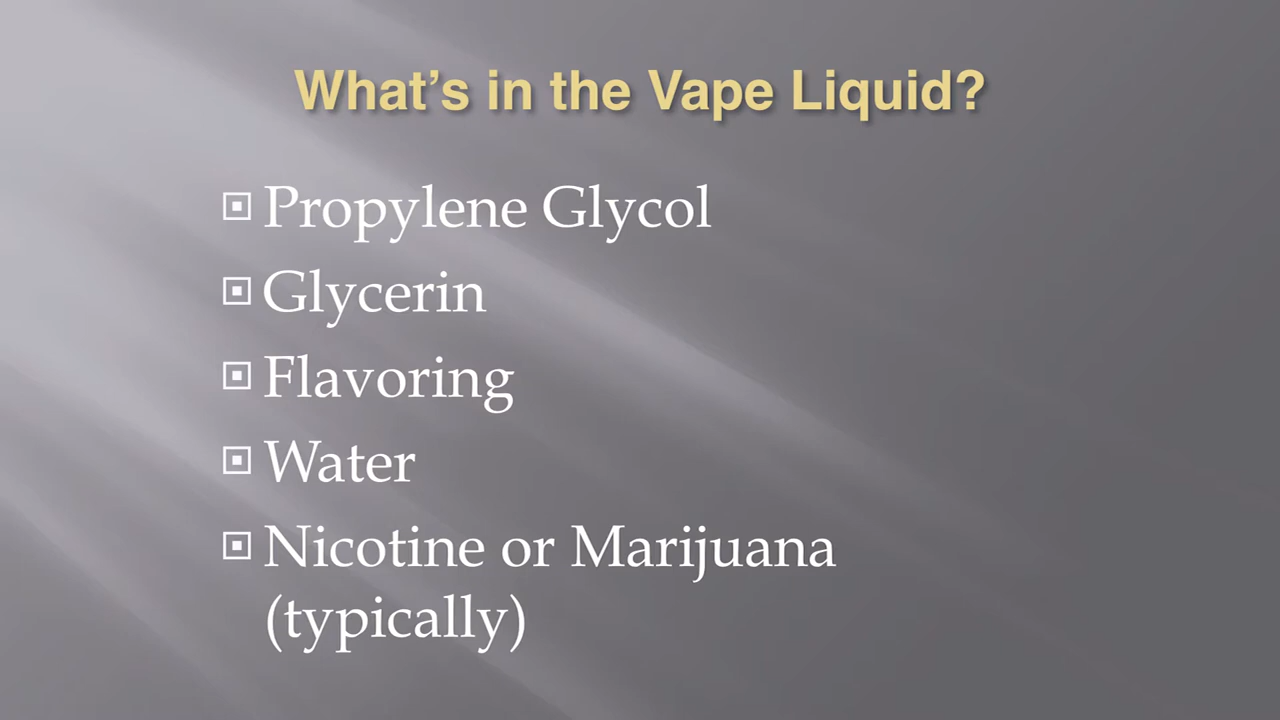 What’s in the Vape Liquid?
Propylene Glycol
Glycerin
Flavoring
Water
Nicotine or Marijuana
(typically)